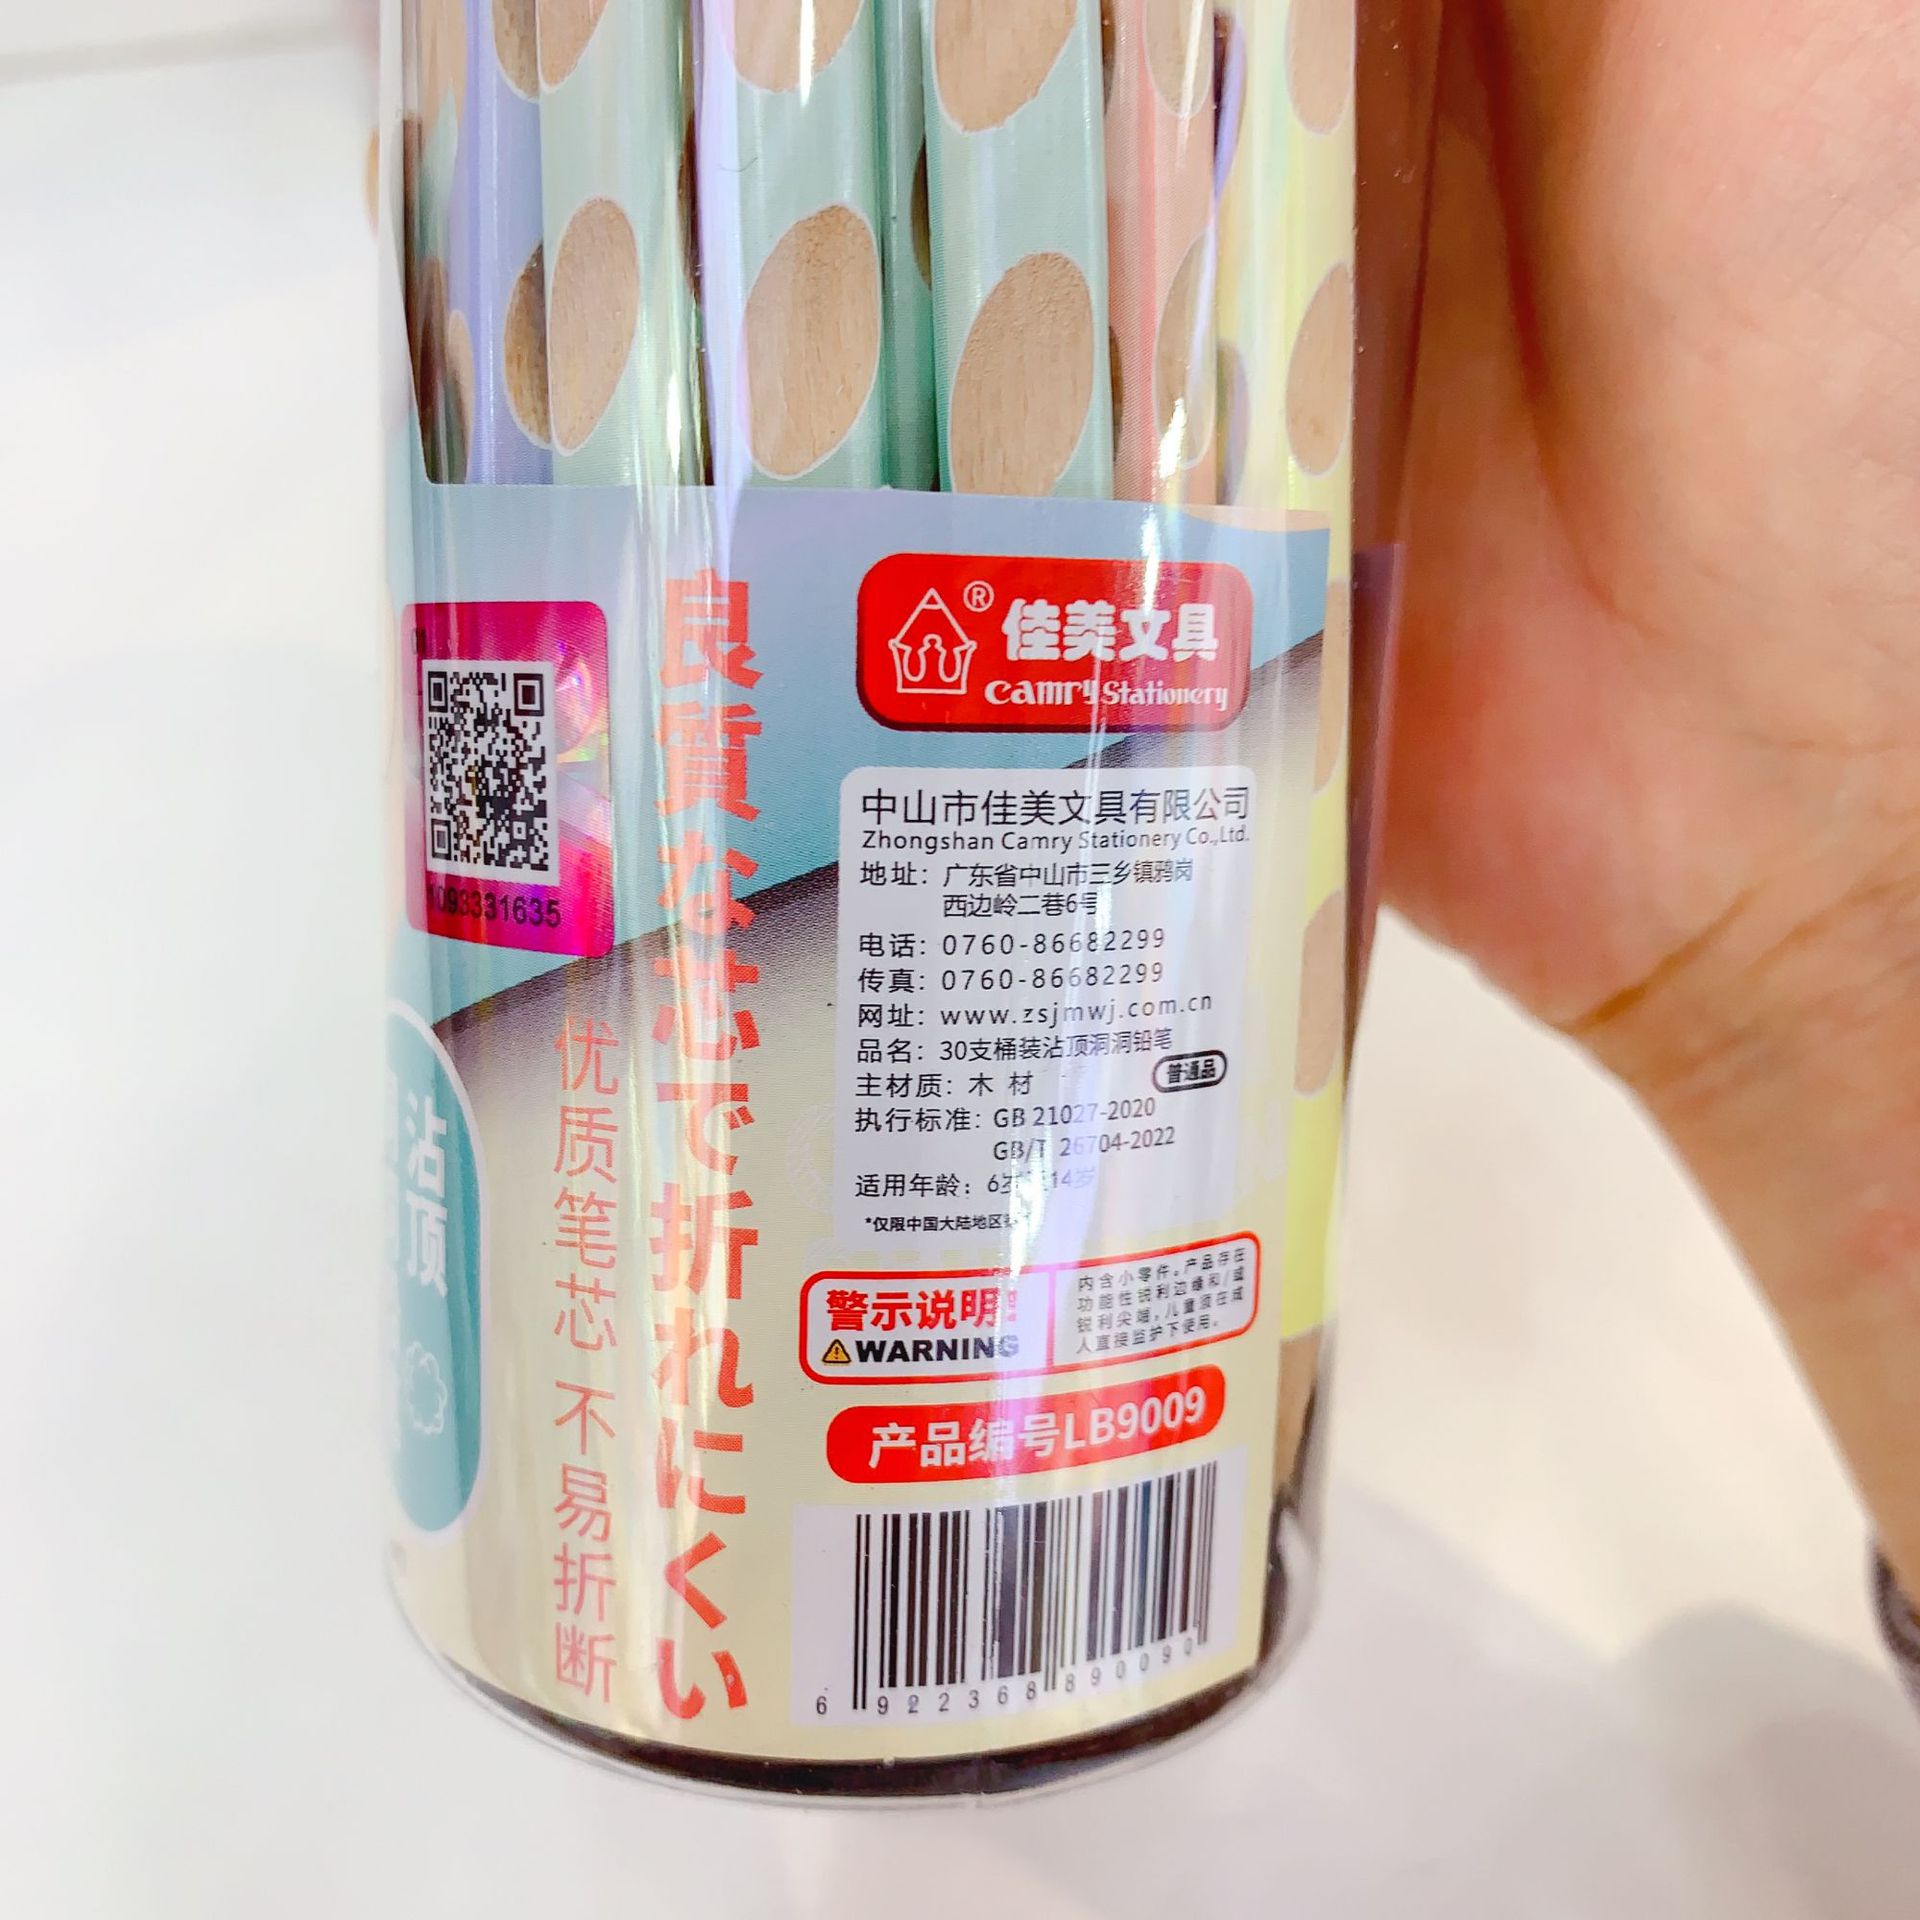 ®
佳美文具
camry Stationery
中山市佳美文具有限公司
Zhongshan Camry Stationery Co.,Ltd.
地址：广东省中山市三乡镇鸦岗
西边岭二巷6号
电话：0760-86682299
传真：0760-86682299
网址：www.zsjmwj.com.cn
品名：30支桶装沾顶洞洞铅笔
主材质：木 材
普通品
执行标准：GB 21027-2020
GB/T 26704-2022
适用年龄：6岁 14岁
*仅限中国大陆地区
警示说明!
WARNING
内含小零件。产品存在
功能性锐利边缘和/或
锐利尖端，儿童须在成
人直接监护下使用。
产品编号LB9009
6 922368 890090
良質な芯で折れにくい
优质笔芯 不易折断
1093331635
沾顶